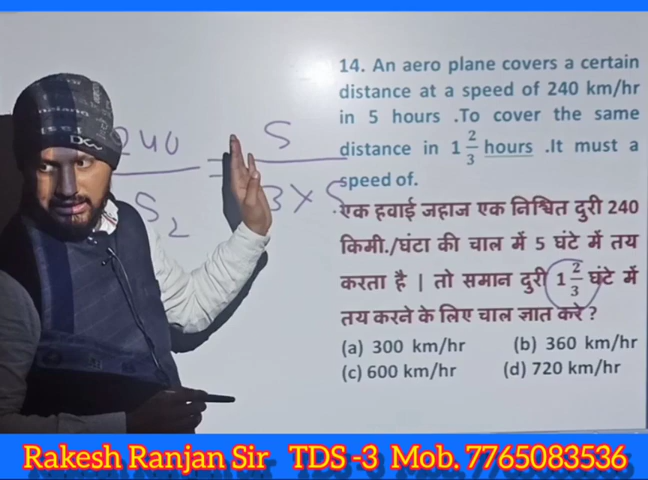 14. An aero plane covers a certain
distance at a speed of 240 km/hr
in 5 hours .To cover the same
distance in 1 2/3 hours .It must a
speed of.
एक हवाई जहाज एक निश्चित दुरी 240
किमी./घंटा की चाल में 5 घंटे में तय
करता है | तो समान दुरी 1 2/3 घंटे में
तय करने के लिए चाल ज्ञात करे ?
(a) 300 km/hr (b) 360 km/hr
(c) 600 km/hr (d) 720 km/hr
240
S2
5
3 X 5
Rakesh Ranjan Sir TDS -3 Mob. 7765083536